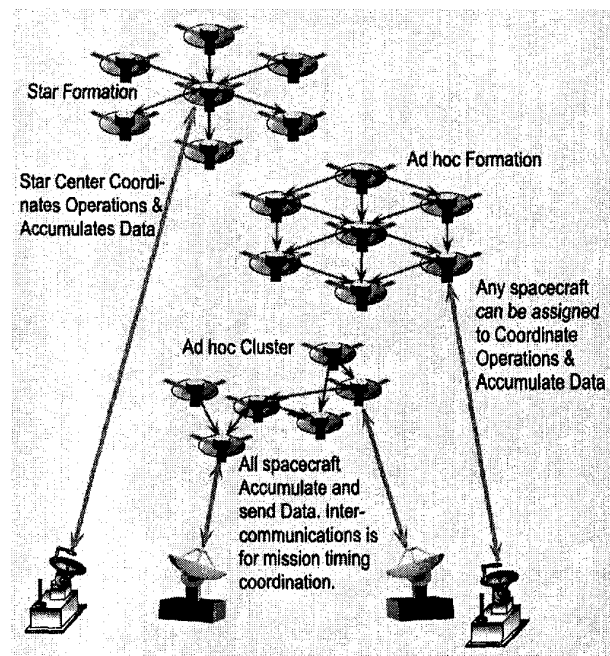 Star Formation
Star Center Coordi-
nates Operations &
Accumulates Data
Ad hoc Formation
Any spacecraft
can be assigned
to Coordinate
Operations &
Accumulate Data
Ad hoc Cluster
All spacecraft
Accumulate and
send Data. Inter-
communications is
for mission timing
coordination.